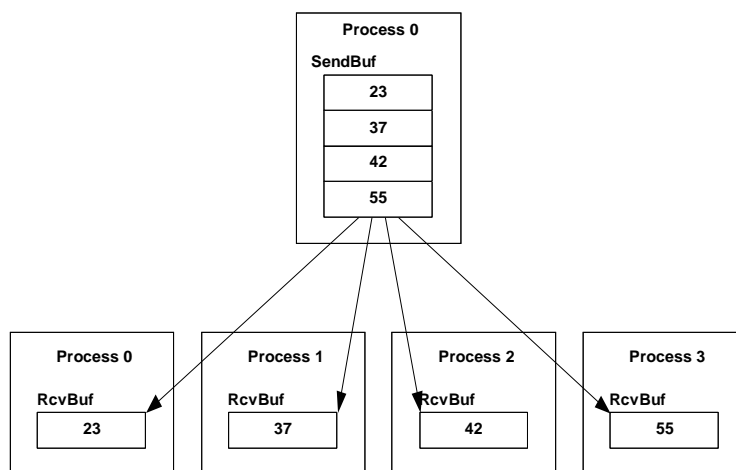 Process 0
SendBuf
23
37
42
55
Process 0
Process 1
Process 2
Process 3
RcvBuf
RcvBuf
RcvBuf
RcvBuf
23
37
42
55